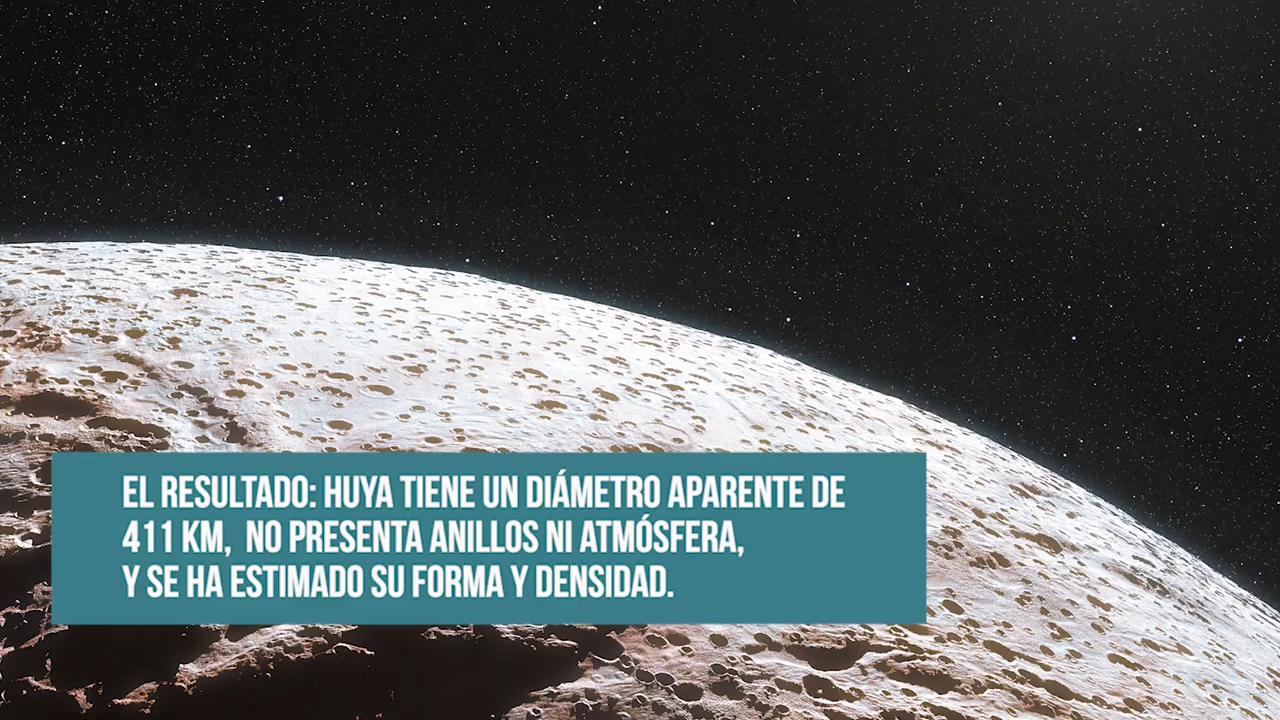 EL RESULTADO: HUYA TIENE UN DIÁMETRO APARENTE DE
411 KM, NO PRESENTA ANILLOS NI ATMÓSFERA,
Y SE HA ESTIMADO SU FORMA Y DENSIDAD.